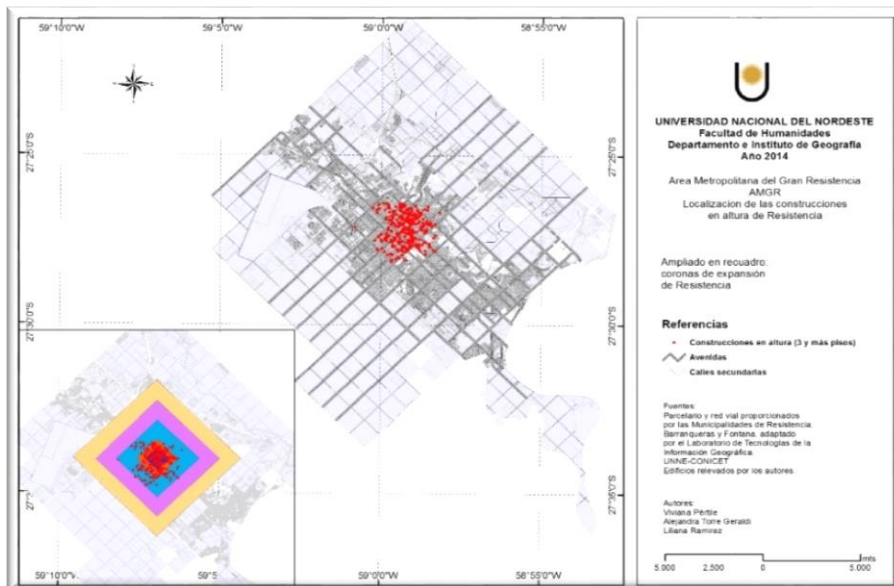 59°10'0"W 59°5'0"W 59°0'0"W 58°55'0"W
27°25'S
27°25'S
27°30'0"S
27°30'0"S
27°35'S
59°10'0"W 59°5' 59°0'0"W 58°55'0"W
UNIVERSIDAD NACIONAL DEL NORDESTE
Facultad de Humanidades
Departamento e Instituto de Geografía
Año 2014
Area Metropolitana del Gran Resistencia
AMGR
Localizacion de las construcciones
en altura de Resistencia
Ampliado en recuadro:
coronas de expansión
de Resistencia
Referencias
Construcciones en altura (3 y más pisos)
Avenidas
Calles secundarias
Fuentes:
Parcelario y red vial proporcionados
por las Municipalidades de Resistencia,
Barranqueras y Fontana, adaptado
por el Laboratorio de Tecnologías de la
Información Geográfica.
UNNE-CONICET
Edificios relevados por los autores
Autores:
Viviana Pértile
Alejandra Torre Geraldi
Liliana Ramirez
mts
5.000 2.500 0 5.000